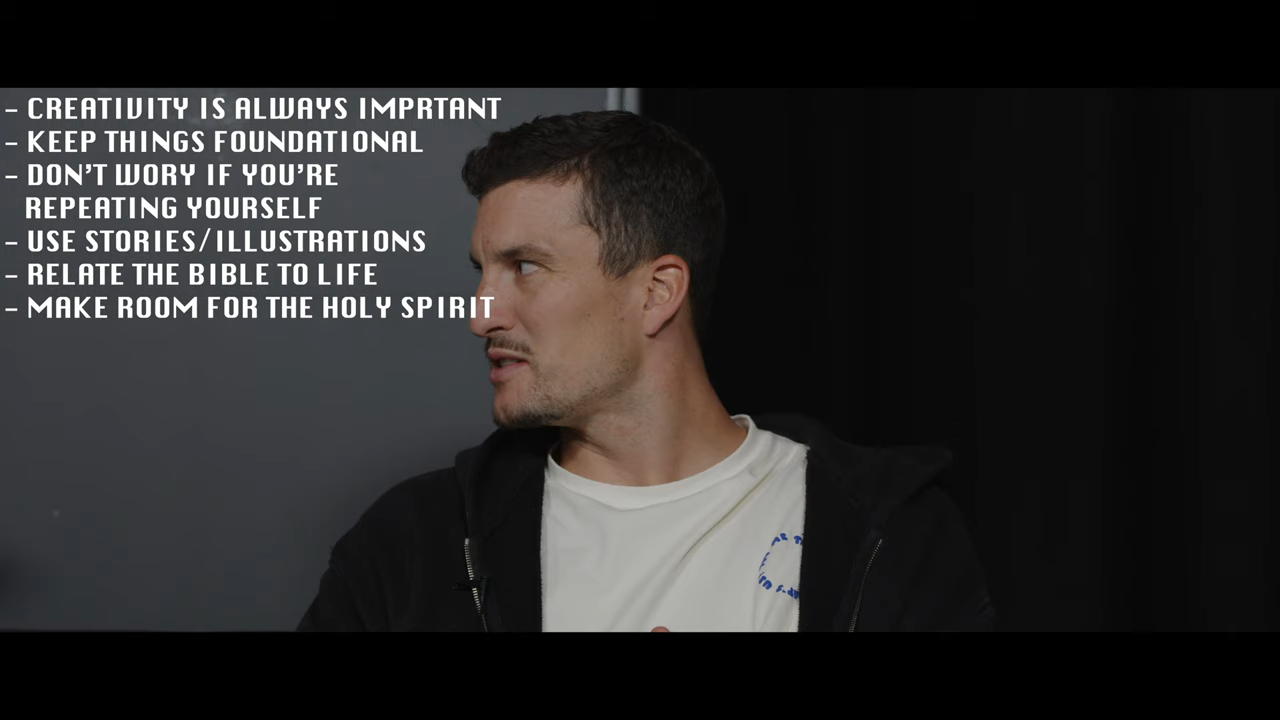 - CREATIVITY IS ALWAYS IMPRTANT
- KEEP THINGS FOUNDATIONAL
- DON'T WORY IF YOU'RE
REPEATING YOURSELF
- USE STORIES/ILLUSTRATIONS
- RELATE THE BIBLE TO LIFE
- MAKE ROOM FOR THE HOLY SPIRIT